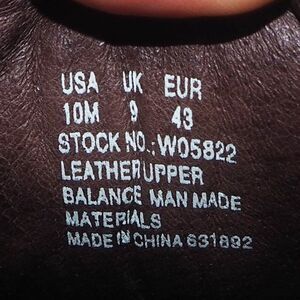 USA UK EUR
10M 9 43
STOCK NO.:W05822
LEATHER UPPER
BALANCE MAN MADE
MATERIALS
MADE IN CHINA 631892